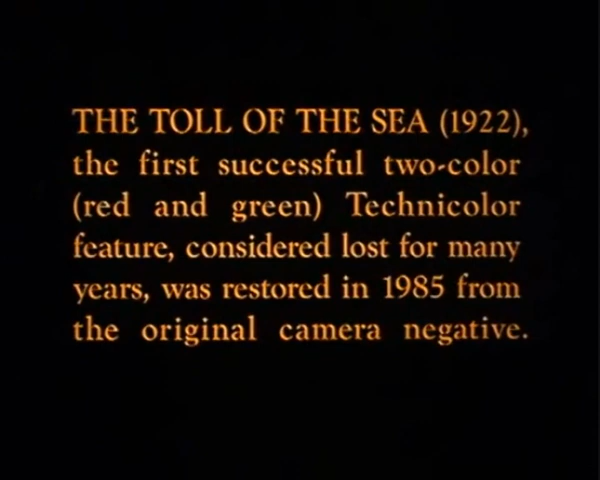 THE TOLL OF THE SEA (1922),
the first successful two-color
(red and green) Technicolor
feature, considered lost for many
years, was restored in 1985 from
the original camera negative.